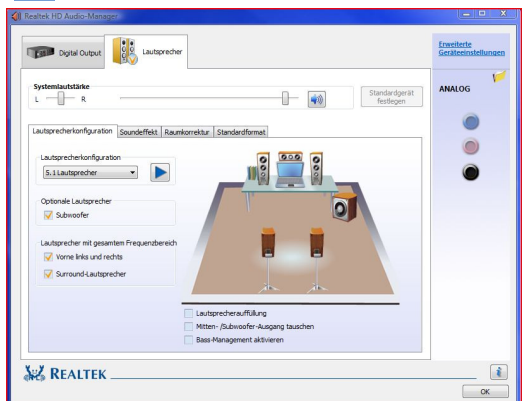 Realtek HD Audio-Manager
Digital Output
Lautsprecher
Erweiterte
Geräteeinstellungen
Systemlautstärke
L
R
Standardgerät
festlegen
ANALOG
Lautsprecherkonfiguration
Soundeffekt
Raumkorrektur
Standardformat
Lautsprecherkonfiguration
5.1 Lautsprecher
Optionale Lautsprecher
Subwoofer
Lautsprecher mit gesamtem Frequenzbereich
Vorne links und rechts
Surround-Lautsprecher
Lautsprecherauffüllung
Mitten- /Subwoofer-Ausgang tauschen
Bass-Management aktivieren
REALTEK
i
OK